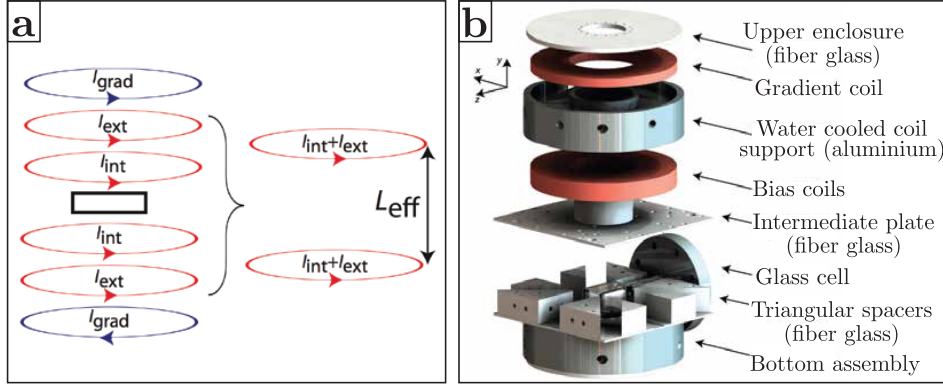 a
I_grad
I_ext
I_int
I_int
I_ext
I_grad
I_int+I_ext
L_eff
I_int+I_ext
b
y
x
z
Upper enclosure
(fiber glass)
Gradient coil
Water cooled coil
support (aluminium)
Bias coils
Intermediate plate
(fiber glass)
Glass cell
Triangular spacers
(fiber glass)
Bottom assembly